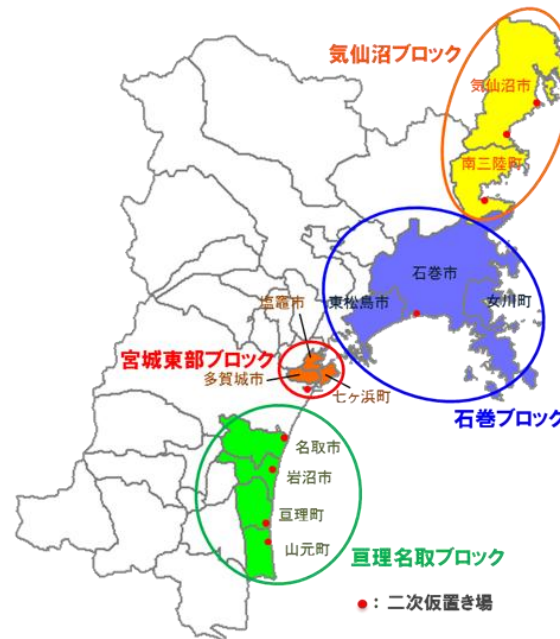 気仙沼ブロック
気仙沼市
南三陸町
石巻市
東松島市
女川町
塩竈市
宮城東部ブロック
多賀城市
七ヶ浜町
石巻ブロック
名取市
岩沼市
亘理町
山元町
亘理名取ブロック
●：二次仮置き場